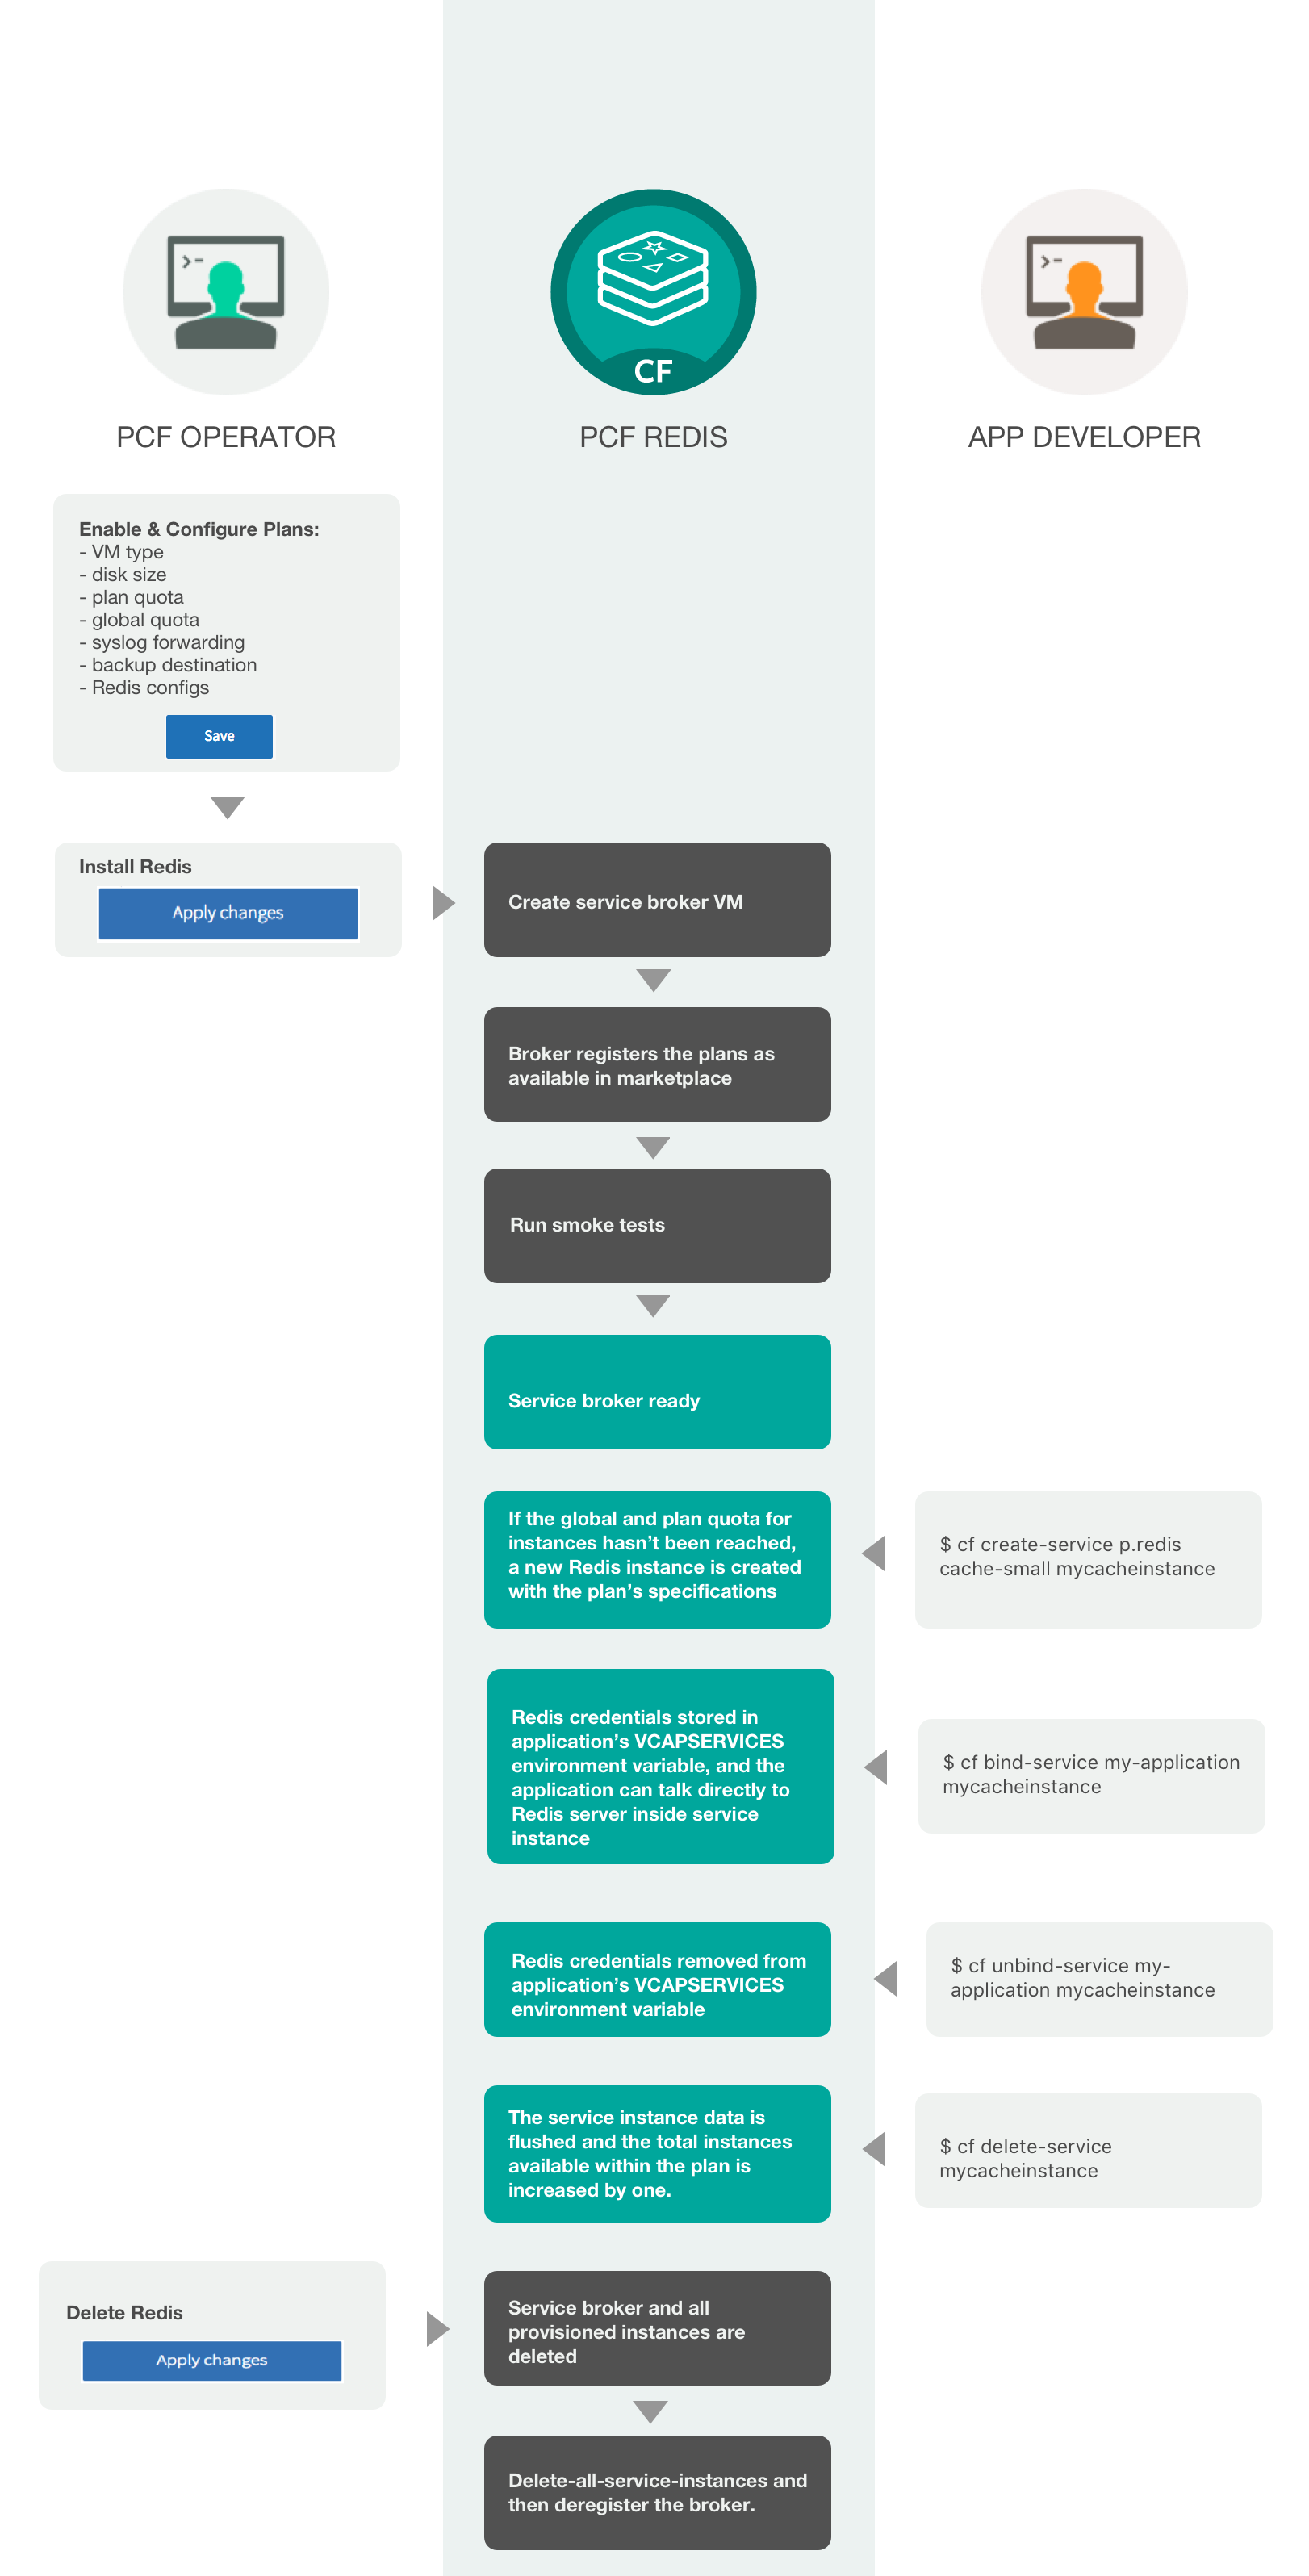 CF
PCF OPERATOR
PCF REDIS
APP DEVELOPER
Enable & Configure Plans:
- VM type
- disk size
- plan quota
- global quota
- syslog forwarding
- backup destination
- Redis configs
Save
Install Redis
Apply changes
Create service broker VM
Broker registers the plans as
available in marketplace
Run smoke tests
Service broker ready
If the global and plan quota for
instances hasn’t been reached,
a new Redis instance is created
with the plan’s specifications
$ cf create-service p.redis
cache-small mycacheinstance
Redis credentials stored in
application’s VCAPSERVICES
environment variable, and the
application can talk directly to
Redis server inside service
instance
$ cf bind-service my-application
mycacheinstance
Redis credentials removed from
application’s VCAPSERVICES
environment variable
$ cf unbind-service my-
application mycacheinstance
The service instance data is
flushed and the total instances
available within the plan is
increased by one.
$ cf delete-service
mycacheinstance
Delete Redis
Apply changes
Service broker and all
provisioned instances are
deleted
Delete-all-service-instances and
then deregister the broker.